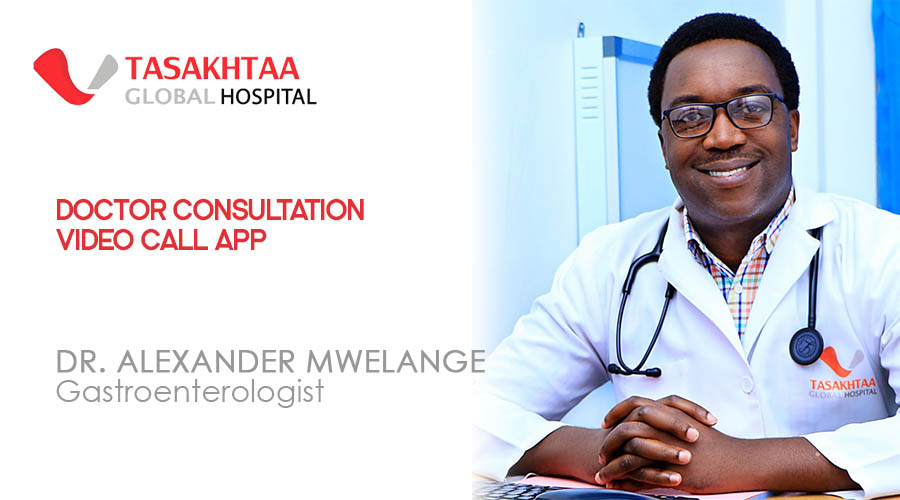 TASAKHTAA
GLOBAL HOSPITAL
DOCTOR CONSULTATION
VIDEO CALL APP
DR. ALEXANDER MWELANGE
Gastroenterologist
TASAKHTAA
GLOBAL HOSPITAL